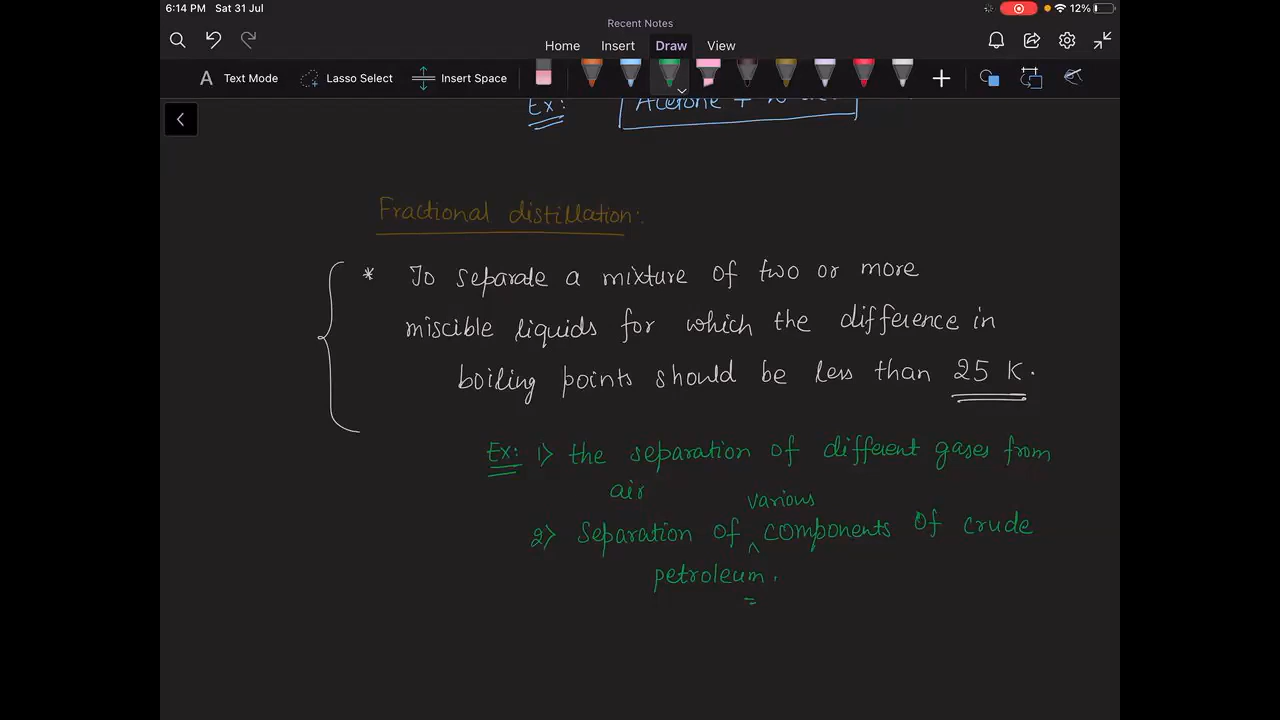 6:14 PM Sat 31 Jul
12%
Recent Notes
Home Insert Draw View
Text Mode Lasso Select Insert Space
Ex: Acetone +
Fractional distillation:
* To separate a mixture of two or more
miscible liquids for which the difference in
boiling points should be less than 25 K.
Ex: 1) the separation of different gases from
air
various
2) Separation of ^ components of crude
petroleum.